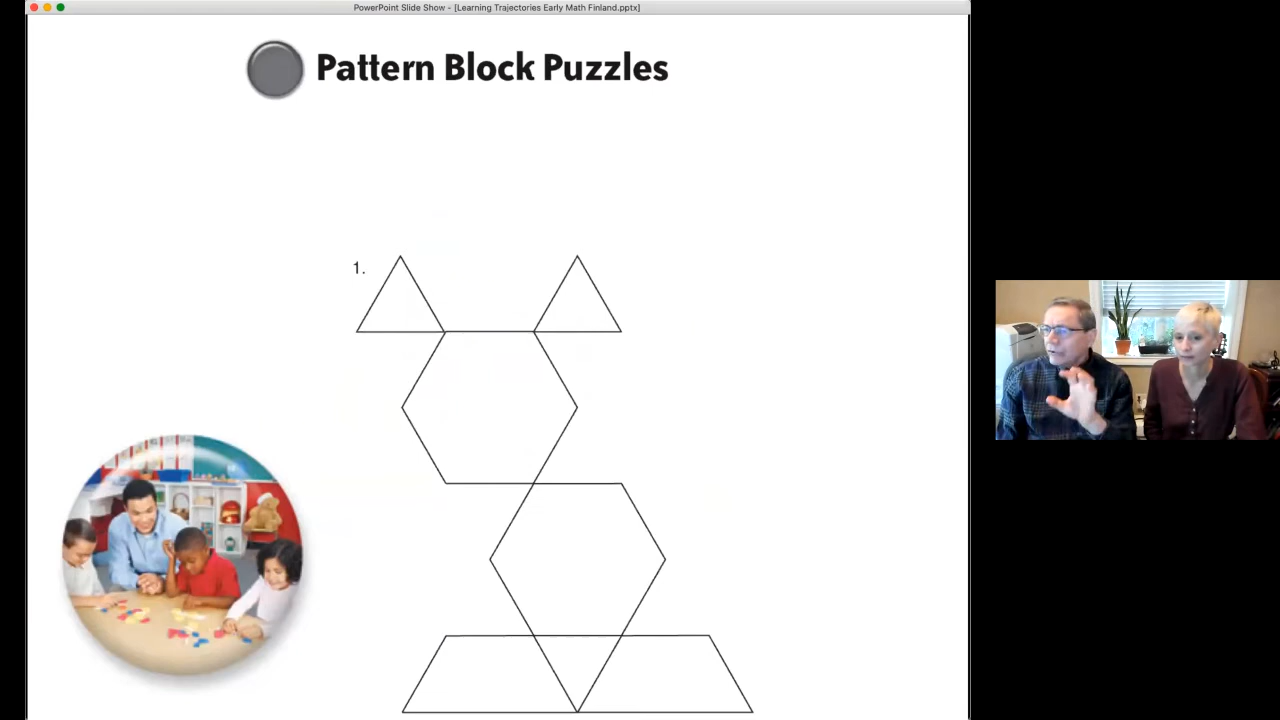 PowerPoint Slide Show - [Learning Trajectories Early Math Finland.pptx]
Pattern Block Puzzles
1.